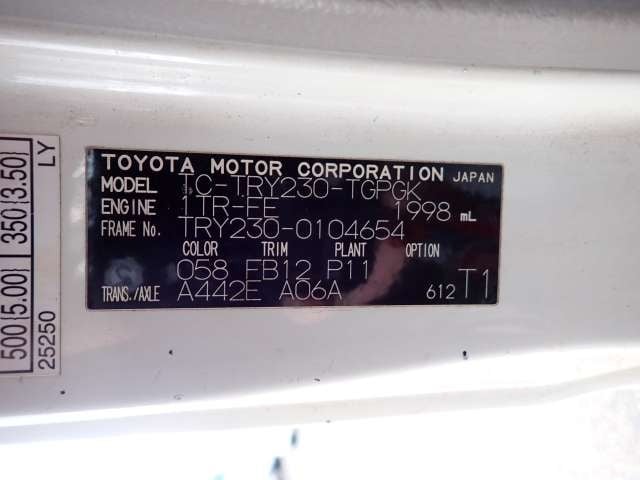 TOYOTA MOTOR CORPORATION JAPAN
MODEL TC-TRY230-TGPGK
ENGINE 1TR-FE 1998 mL
FRAME No. TRY230-0104654
COLOR TRIM PLANT OPTION
058 FB12 P11
TRANS./AXLE A442E A06A 612 T1
500[5.00] 350[3.50] LY
25250